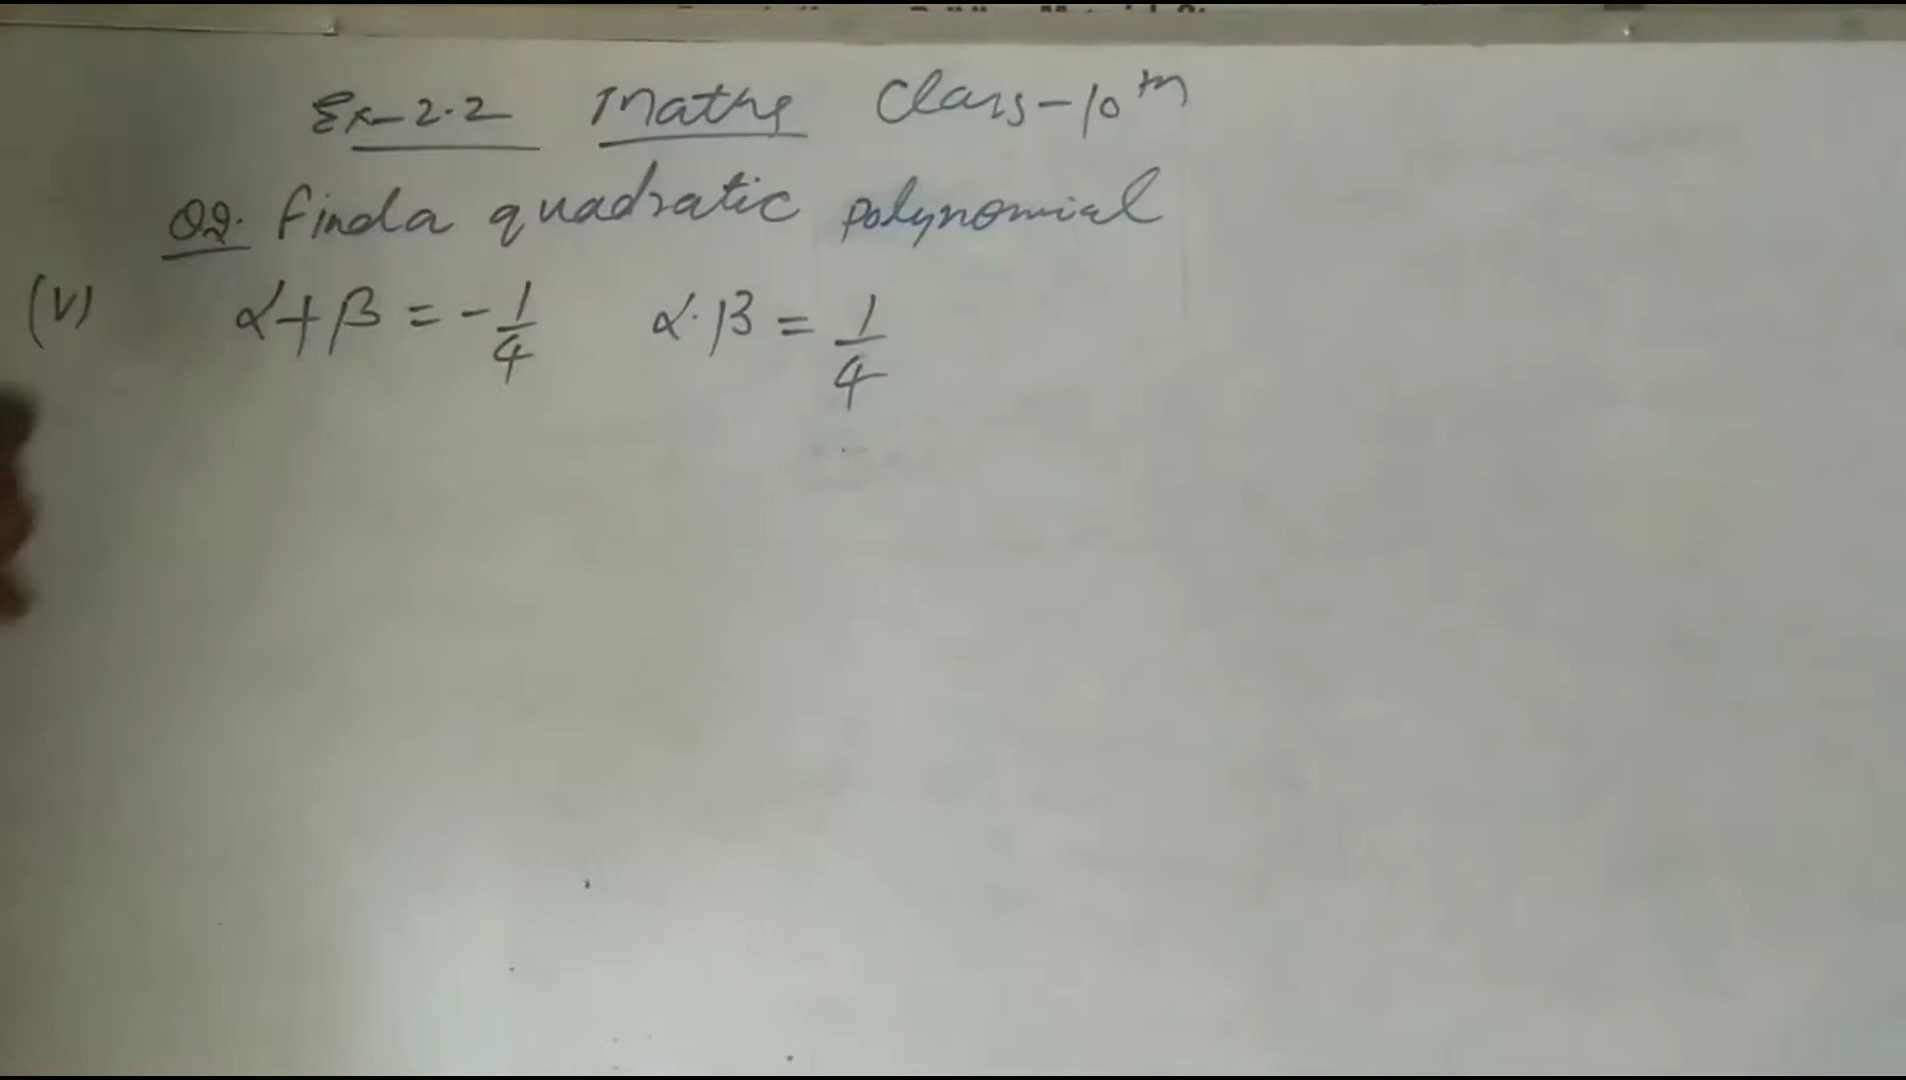 Ex-2.2 Maths Class-10th
Q2. Find a quadratic polynomial
(V) α+β = -1/4 α·β = 1/4